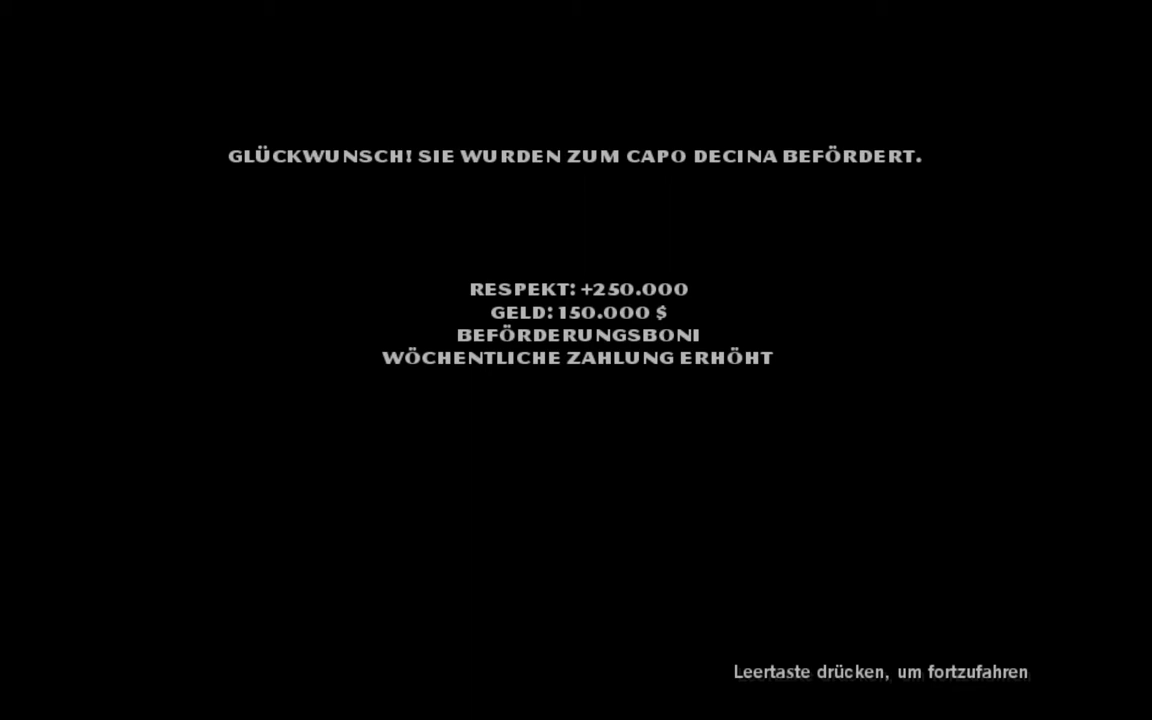 GLÜCKWUNSCH! SIE WURDEN ZUM CAPO DECINA BEFÖRDERT.
RESPEKT: +250.000
GELD: 150.000 $
BEFÖRDERUNGSBONI
WÖCHENTLICHE ZAHLUNG ERHÖHT
Leertaste drücken, um fortzufahren